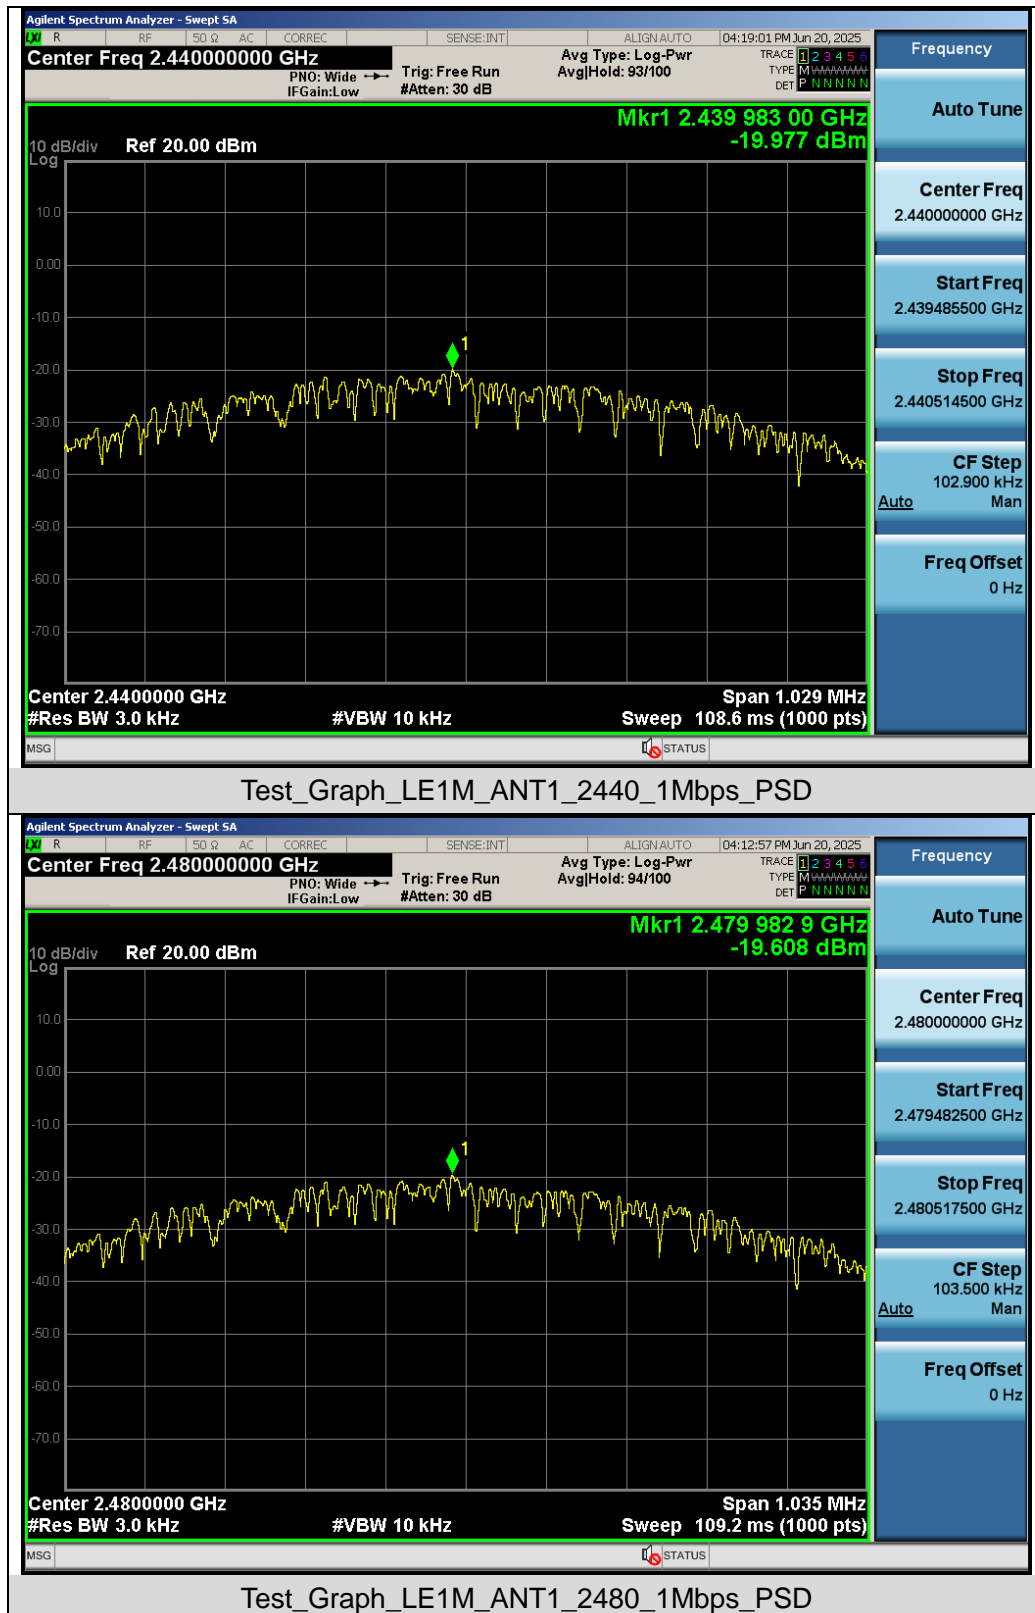 Agilent Spectrum Analyzer - Swept SA
LXI R RF 50 Ω AC CORREC SENSE:INT ALIGN AUTO 04:19:01 PM Jun 20, 2025
Center Freq 2.440000000 GHz
PNO: Wide
IFGain:Low
Trig: Free Run
#Atten: 30 dB
Avg Type: Log-Pwr
Avg|Hold: 93/100
TRACE 1 2 3 4 5 6
TYPE M
DET P N N N N N
Mkr1 2.439 983 00 GHz
-19.977 dBm
10 dB/div Ref 20.00 dBm
Log
10.0
0.00
-10.0
-20.0
-30.0
-40.0
-50.0
-60.0
-70.0
1
Center 2.4400000 GHz Span 1.029 MHz
#Res BW 3.0 kHz #VBW 10 kHz Sweep 108.6 ms (1000 pts)
MSG STATUS
Frequency
Auto Tune
Center Freq
2.440000000 GHz
Start Freq
2.439485500 GHz
Stop Freq
2.440514500 GHz
CF Step
102.900 kHz
Auto Man
Freq Offset
0 Hz
Test_Graph_LE1M_ANT1_2440_1Mbps_PSD
Agilent Spectrum Analyzer - Swept SA
LXI R RF 50 Ω AC CORREC SENSE:INT ALIGN AUTO 04:12:57 PM Jun 20, 2025
Center Freq 2.480000000 GHz
PNO: Wide
IFGain:Low
Trig: Free Run
#Atten: 30 dB
Avg Type: Log-Pwr
Avg|Hold: 94/100
TRACE 1 2 3 4 5 6
TYPE M
DET P N N N N N
Mkr1 2.479 982 9 GHz
-19.608 dBm
10 dB/div Ref 20.00 dBm
Log
10.0
0.00
-10.0
-20.0
-30.0
-40.0
-50.0
-60.0
-70.0
1
Center 2.4800000 GHz Span 1.035 MHz
#Res BW 3.0 kHz #VBW 10 kHz Sweep 109.2 ms (1000 pts)
MSG STATUS
Frequency
Auto Tune
Center Freq
2.480000000 GHz
Start Freq
2.479482500 GHz
Stop Freq
2.480517500 GHz
CF Step
103.500 kHz
Auto Man
Freq Offset
0 Hz
Test_Graph_LE1M_ANT1_2480_1Mbps_PSD